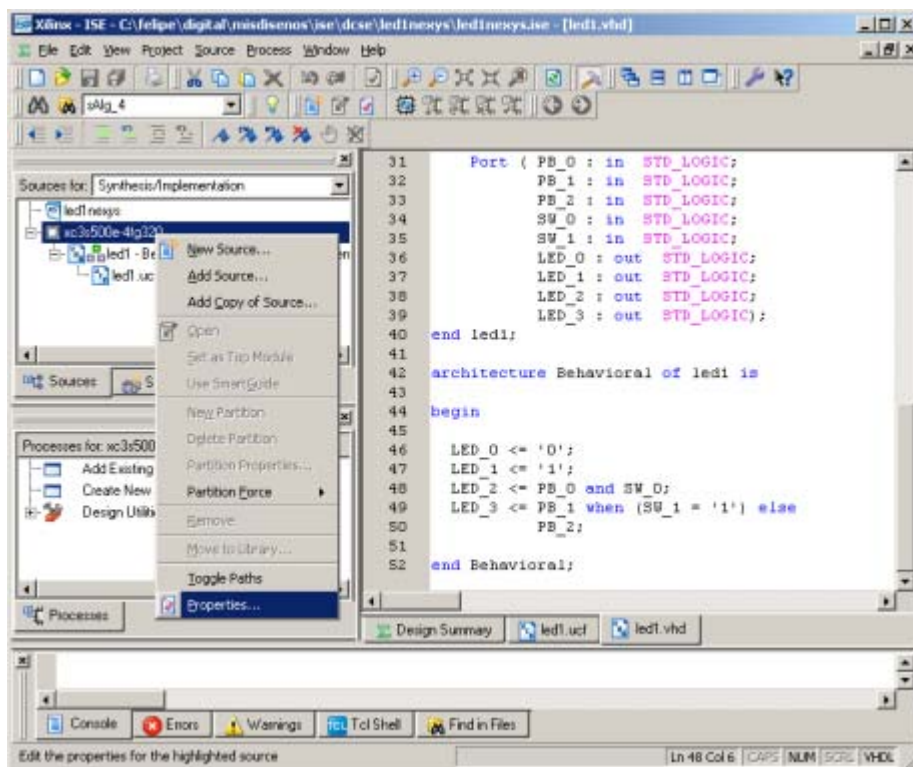 Xilinx - ISE - C:\felipe\digital\misdisenos\ise\dcse\led1nexys\led1nexys.ise - [led1.vhd]
File Edit View Project Source Process Window Help
sAlg_4
Sources for: Synthesis/Implementation
led1nexys
xc3s500e-4fg320
led1 - Be
en
led1.uc
Sources
S
Processes for: xc3s500
Add Existing
Create New
Design Utili
Processes
New Source...
Add Source...
Add Copy of Source...
Open
Set as Top Module
Use SmartGuide
New Partition
Delete Partition
Partition Properties...
Partition Force
Remove
Move to Library...
Toggle Paths
Properties...
31 Port ( PB_0 : in STD_LOGIC;
32 PB_1 : in STD_LOGIC;
33 PB_2 : in STD_LOGIC;
34 SW_0 : in STD_LOGIC;
35 SW_1 : in STD_LOGIC;
36 LED_0 : out STD_LOGIC;
37 LED_1 : out STD_LOGIC;
38 LED_2 : out STD_LOGIC;
39 LED_3 : out STD_LOGIC);
40 end led1;
41
42 architecture Behavioral of led1 is
43
44 begin
45
46 LED_0 <= '0';
47 LED_1 <= '1';
48 LED_2 <= PB_0 and SW_0;
49 LED_3 <= PB_1 when (SW_1 = '1') else
50 PB_2;
51
52 end Behavioral;
Design Summary led1.ucf led1.vhd
Console Errors Warnings Tcl Shell Find in Files
Edit the properties for the highlighted source
Ln 48 Col 6 CAPS NUM SCRL VHDL